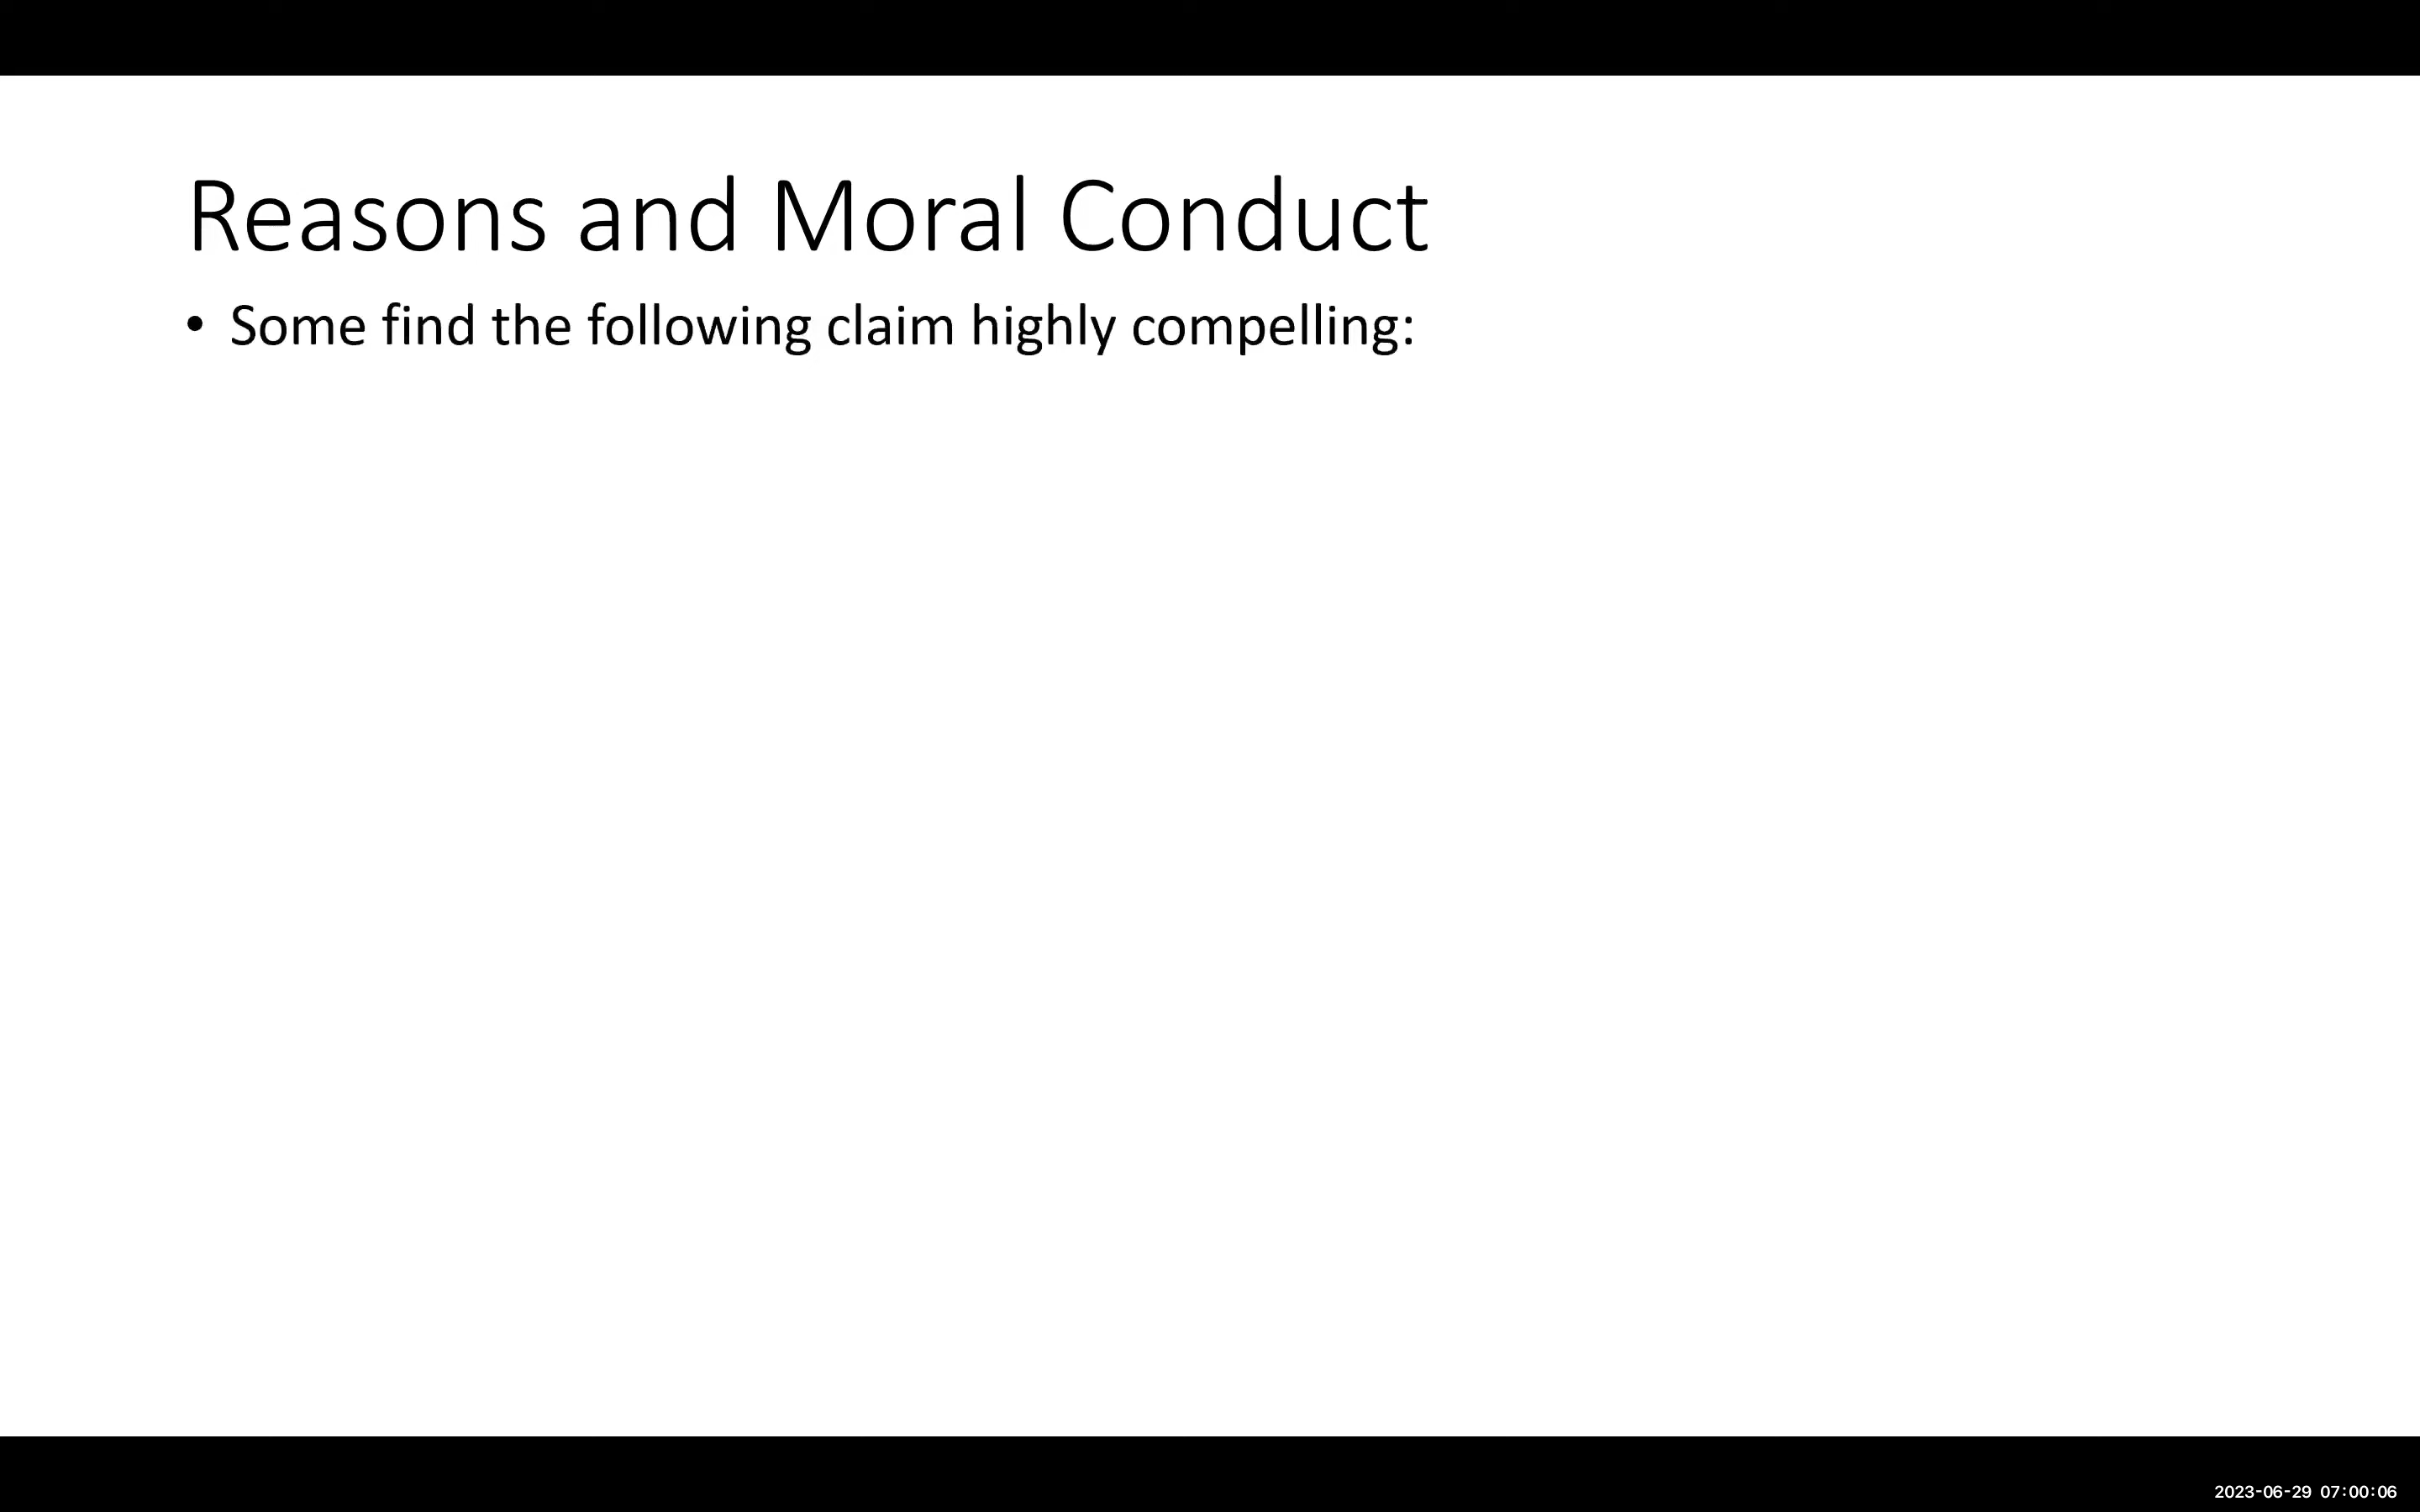 Reasons and Moral Conduct
• Some find the following claim highly compelling:
2023-06-29 07:00:06